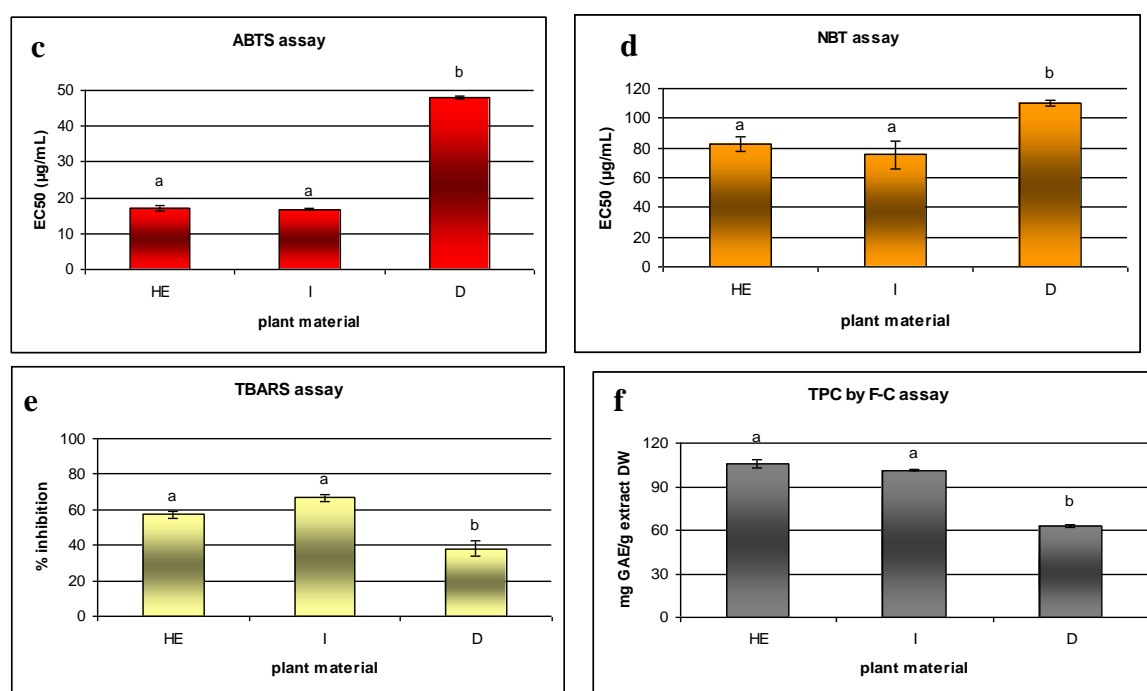 c
ABTS assay
b
50
40
30
20
10
0
a
a
EC50 (µg/mL)
HE I D
plant material
d
NBT assay
b
120
100
80
60
40
20
0
a
a
EC50 (µg/mL)
HE I D
plant material
e
TBARS assay
100
80
60
40
20
0
a
a
b
% inhibition
HE I D
plant material
f
TPC by F-C assay
120
90
60
30
0
a
a
b
mg GAE/g extract DW
HE I D
plant material